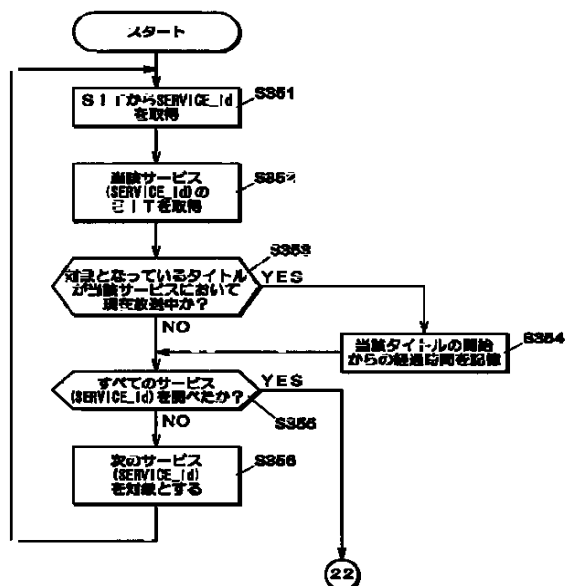 スタート
からSERVICE_Id
を取得
S351
当該サービス
(SERVICE_Id)の
EITを取得
S352
対象となっているタイトル
が当該サービスにおいて
現在放送中か?
S353
YES
NO
当該タイトルの開始
からの経過時間を記憶
S354
すべてのサービス
(SERVICE_Id)を調べたか?
YES
S355
NO
次のサービス
(SERVICE_Id)
を対象とする
S356
22